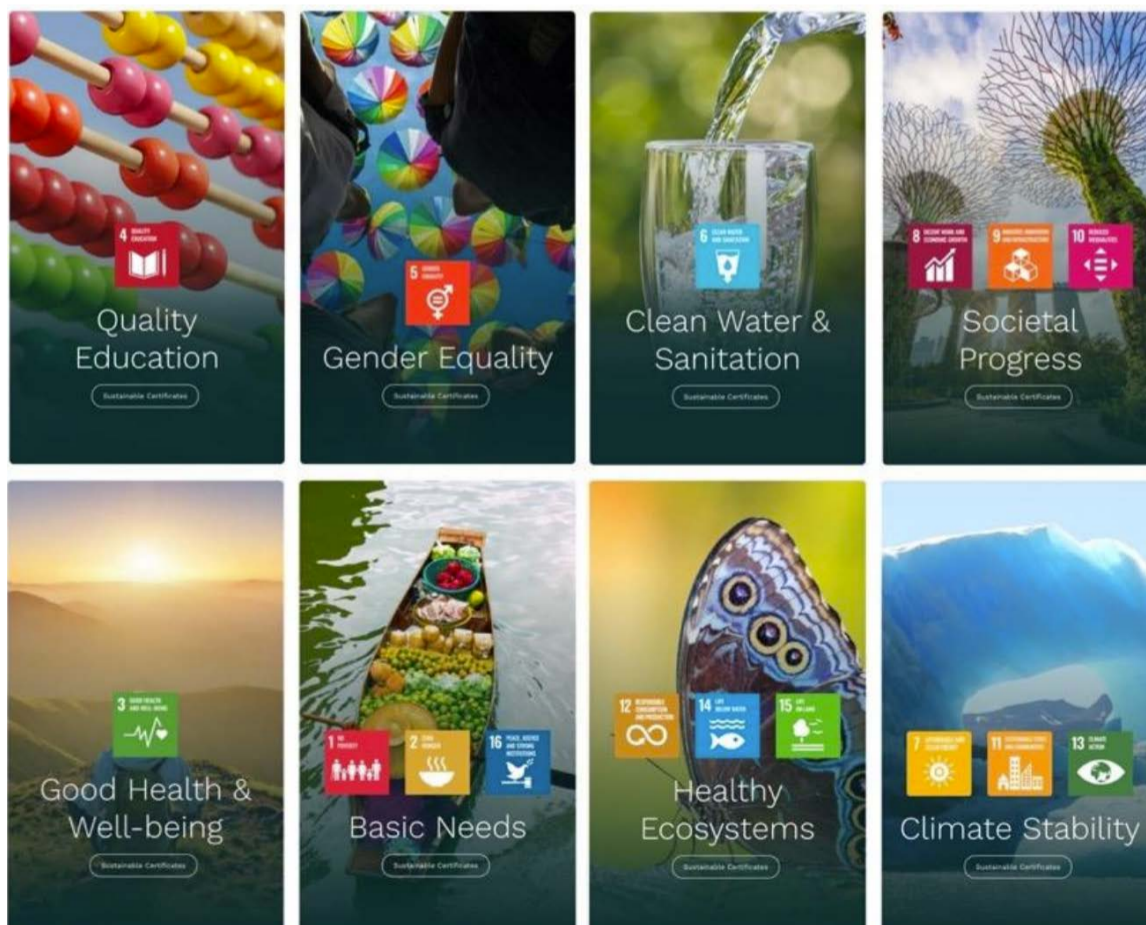 4 QUALITY
EDUCATION
Quality
Education
Sustainable Certificates
5 GENDER
EQUALITY
Gender Equality
Sustainable Certificates
6 CLEAN WATER
AND SANITATION
Clean Water &
Sanitation
Sustainable Certificates
8 DECENT WORK AND
ECONOMIC GROWTH
9 INDUSTRY, INNOVATION
AND INFRASTRUCTURE
10 REDUCED
INEQUALITIES
Societal
Progress
Sustainable Certificates
3 GOOD HEALTH
AND WELL-BEING
Good Health &
Well-being
Sustainable Certificates
1 NO
POVERTY
2 ZERO
HUNGER
16 PEACE, JUSTICE
AND STRONG
INSTITUTIONS
Basic Needs
Sustainable Certificates
12 RESPONSIBLE
CONSUMPTION
AND PRODUCTION
14 LIFE
BELOW WATER
15 LIFE
ON LAND
Healthy
Ecosystems
Sustainable Certificates
7 AFFORDABLE AND
CLEAN ENERGY
11 SUSTAINABLE CITIES
AND COMMUNITIES
13 CLIMATE
ACTION
Climate Stability
Sustainable Certificates